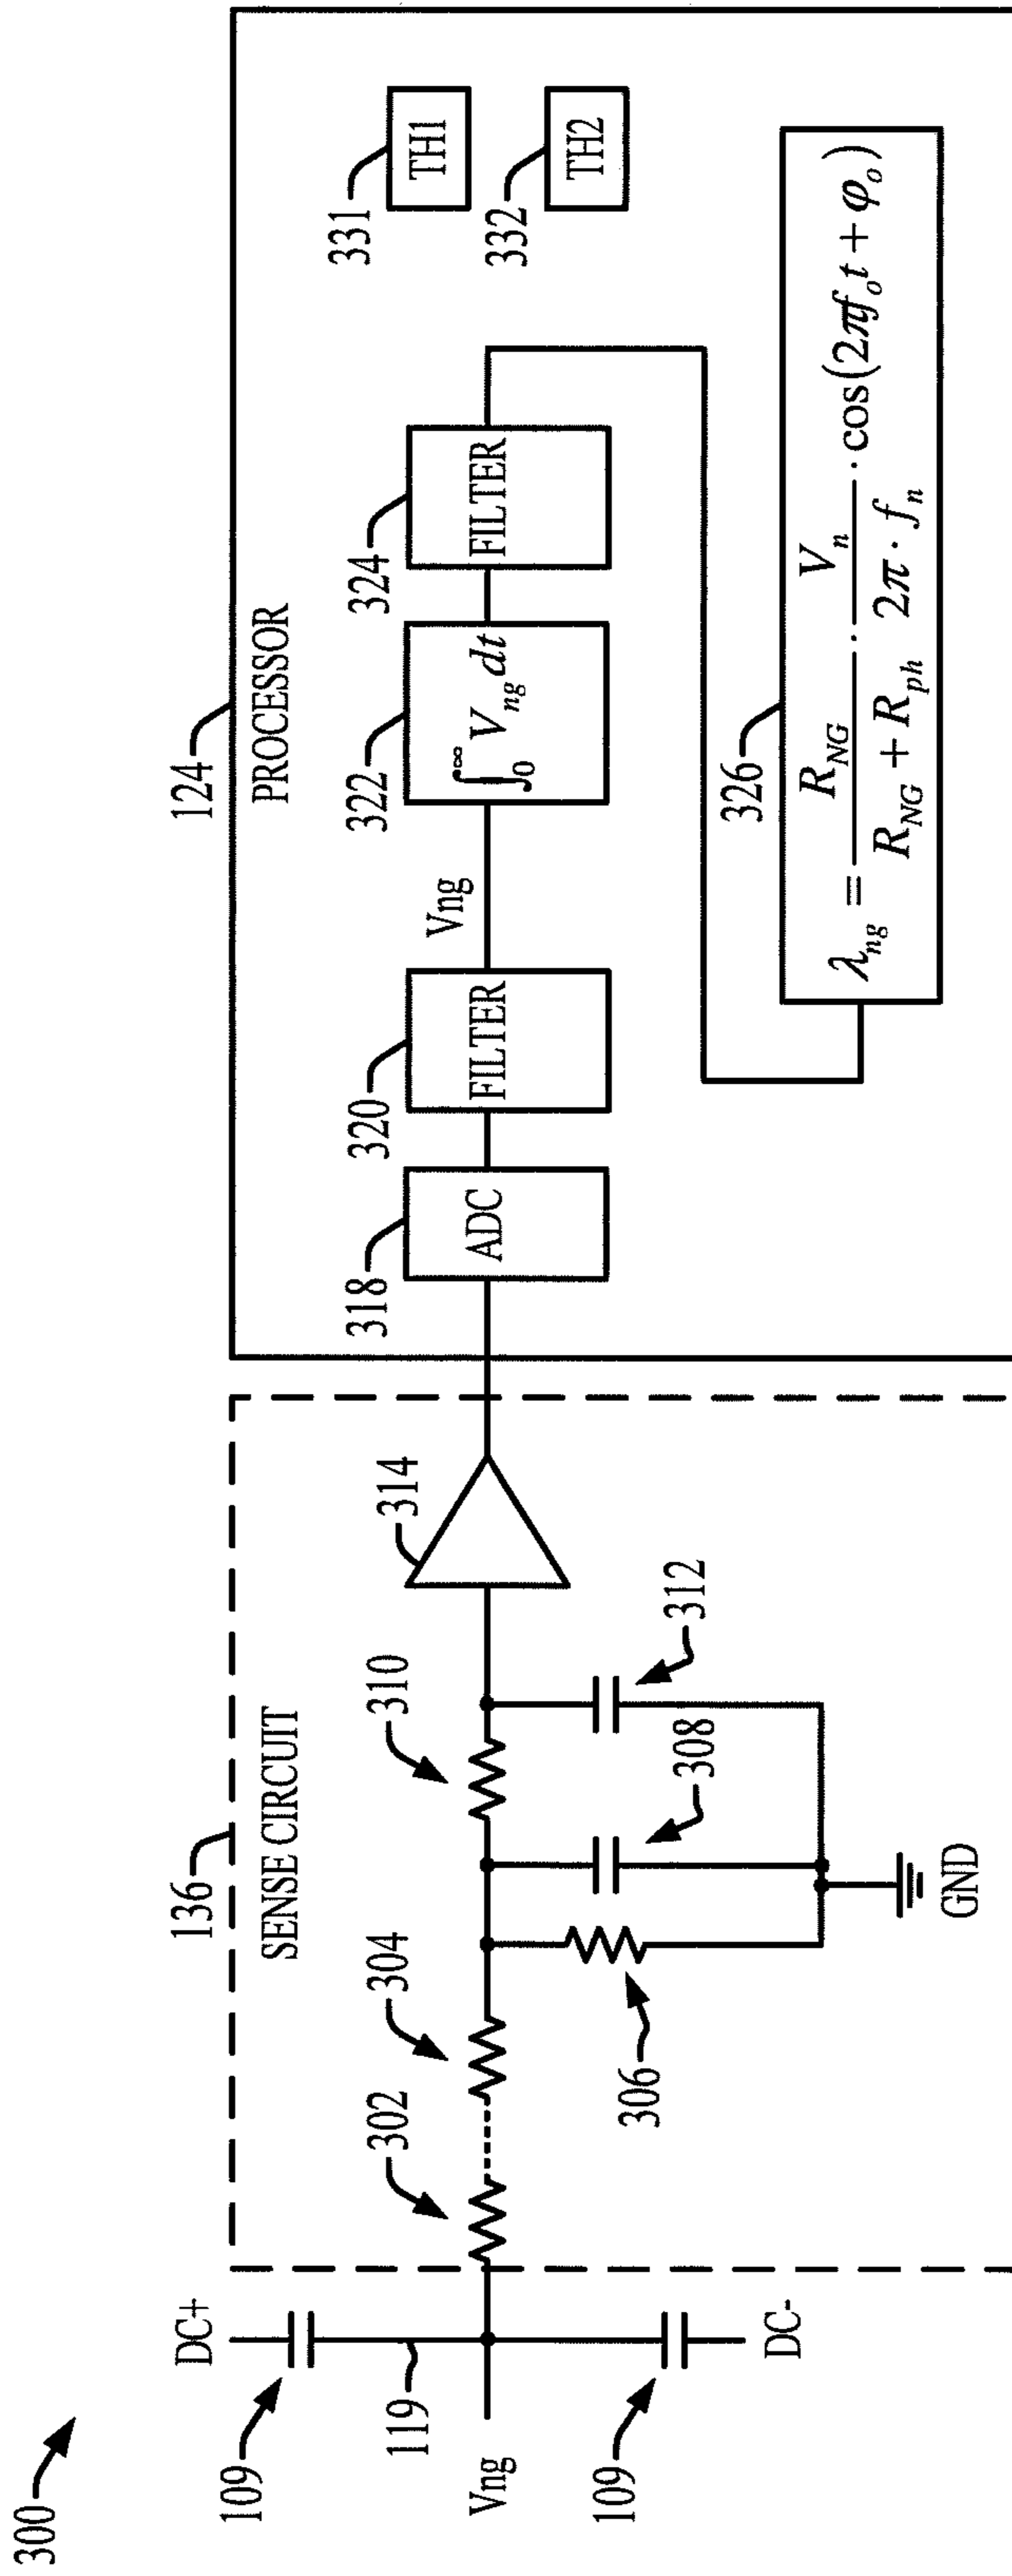 300
DC+
109
119
Vng
109
DC-
136
SENSE CIRCUIT
302
304
306
310
308
312
314
GND
124
PROCESSOR
318
ADC
320
FILTER
Vng
322
∫₀^∞ V_ng dt
324
FILTER
326
λ_ng = R_NG / (R_NG + R_ph) · V_n / (2π · f_n) · cos(2πf_o t + φ_o)
331
TH1
332
TH2